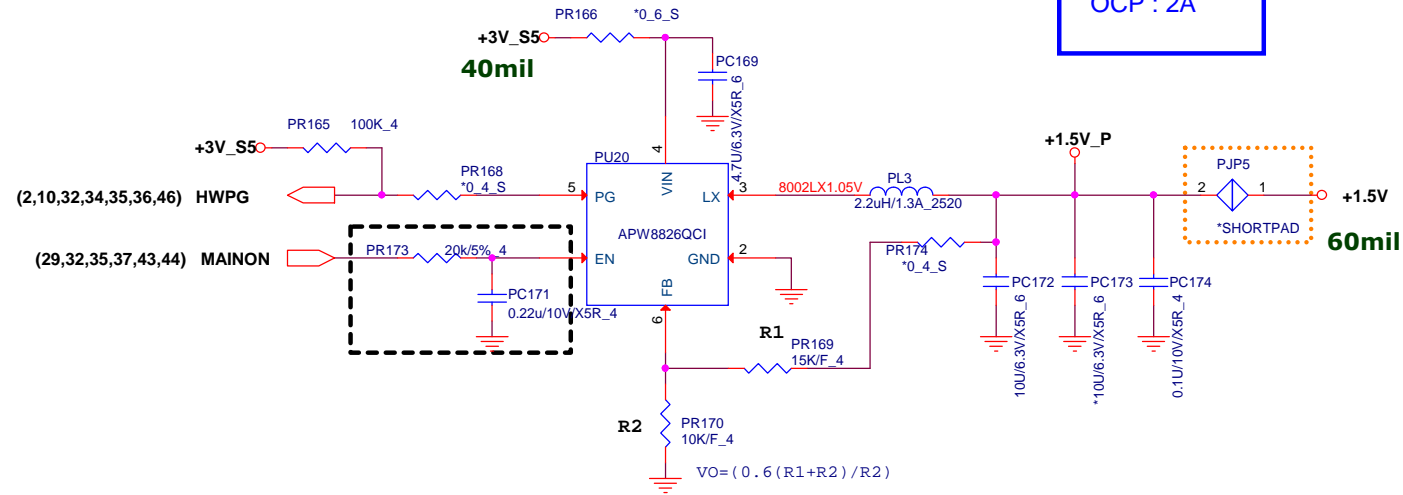 OCP : 2A
PR166 *0_6_S
+3V_S5
40mil
PC169
4.7U/6.3V/X5R_6
PR165 100K_4
+3V_S5
PR168
*0_4_S
(2,10,32,34,35,36,46) HWPG
PU20
4
VIN
5
PG
LX
3
8002LX1.05V
PL3
2.2uH/1.3A_2520
+1.5V_P
PJP5
2
1
+1.5V
*SHORTPAD
60mil
APW8826QCI
(29,32,35,37,43,44) MAINON
PR173 20k/5%_4
EN
GND
2
PC171
0.22u/10V/X5R_4
FB
6
PR174
*0_4_S
PC172
10U/6.3V/X5R_6
PC173
*10U/6.3V/X5R_6
PC174
0.1U/10V/X5R_4
R1
PR169
15K/F_4
R2
PR170
10K/F_4
VO=(0.6(R1+R2)/R2)